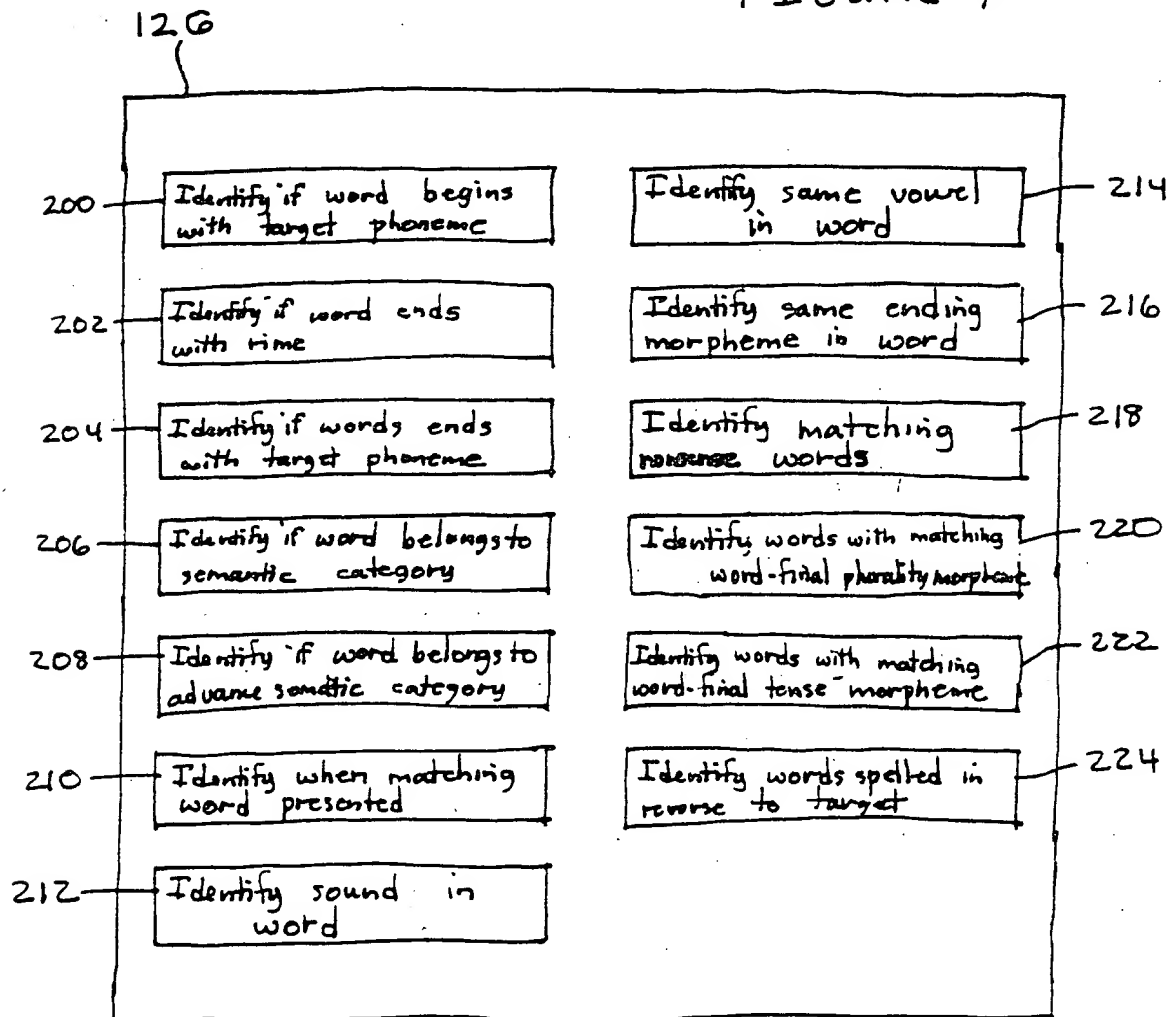 126
200
Identify if word begins
with target phoneme
202
Identify if word ends
with rime
204
Identify if words ends
with target phoneme
206
Identify if word belongs to
semantic category
208
Identify if word belongs to
advance somatic category
210
Identify when matching
word presented
212
Identify sound in
word
Identify same vowel
in word
214
Identify same ending
morpheme in word
216
Identify matching
nonsense words
218
Identify words with matching
word-final plurality morpheme
220
Identify words with matching
word-final tense morpheme
222
Identify words spelled in
reverse to target
224